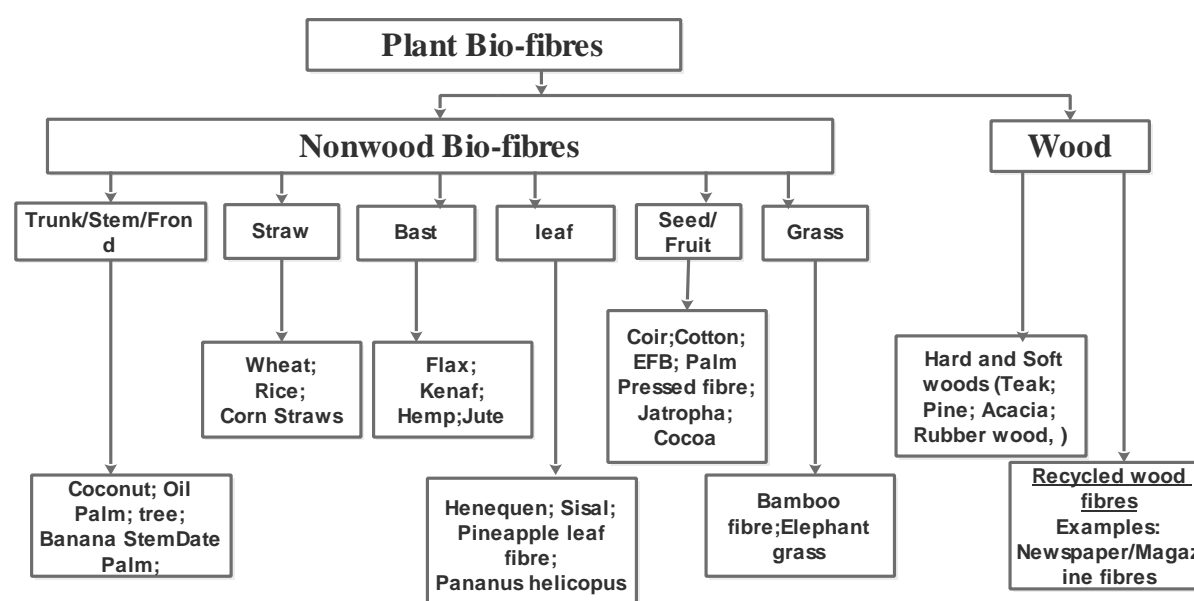 Plant Bio-fibres
Nonwood Bio-fibres
Wood
Trunk/Stem/Fron
d
Straw
Bast
leaf
Seed/
Fruit
Grass
Wheat;
Rice;
Corn Straws
Flax;
Kenaf;
Hemp;Jute
Coir;Cotton;
EFB; Palm
Pressed fibre;
Jatropha;
Cocoa
Hard and Soft
woods (Teak;
Pine; Acacia;
Rubber wood, )
Coconut; Oil
Palm; tree;
Banana StemDate
Palm;
Henequen; Sisal;
Pineapple leaf
fibre;
Pananus helicopus
Bamboo
fibre;Elephant
grass
Recycled wood
fibres
Examples:
Newspaper/Magaz
ine fibres